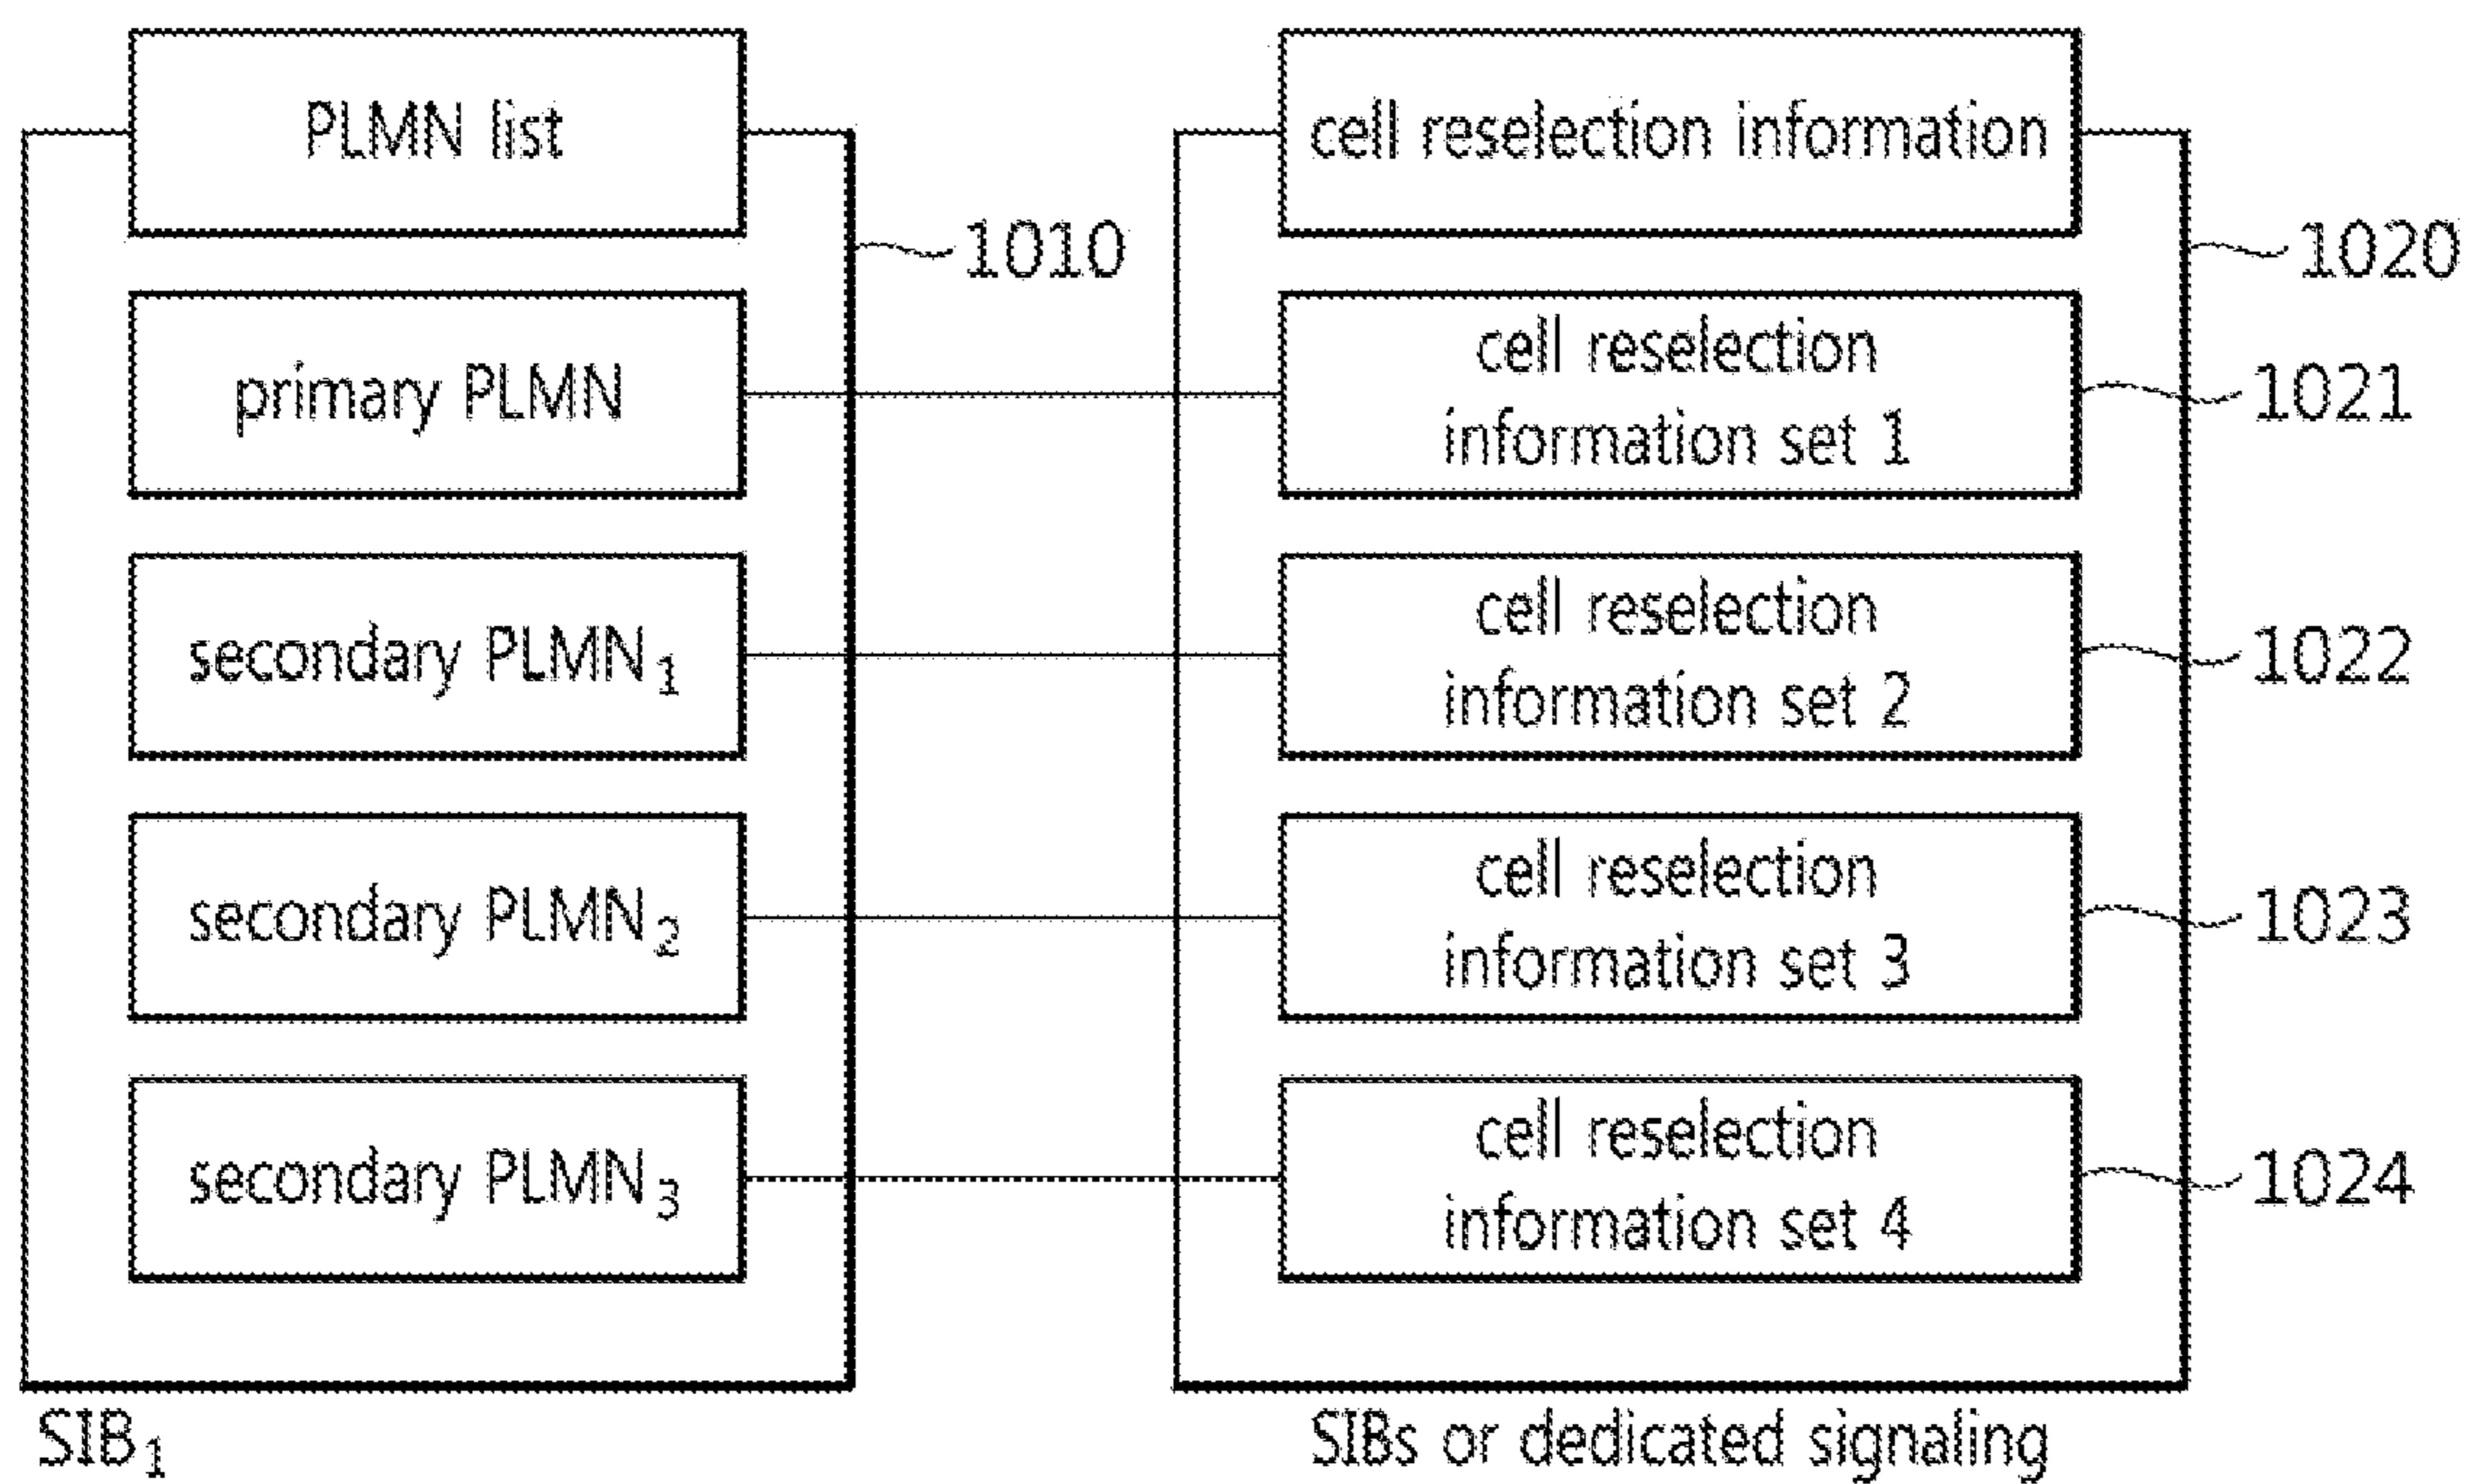 PLMN list
cell reselection information
1010
1020
primary PLMN
cell reselection
information set 1
1021
secondary PLMN1
cell reselection
information set 2
1022
secondary PLMN2
cell reselection
information set 3
1023
secondary PLMN3
cell reselection
information set 4
1024
SIB1
SIBs or dedicated signaling